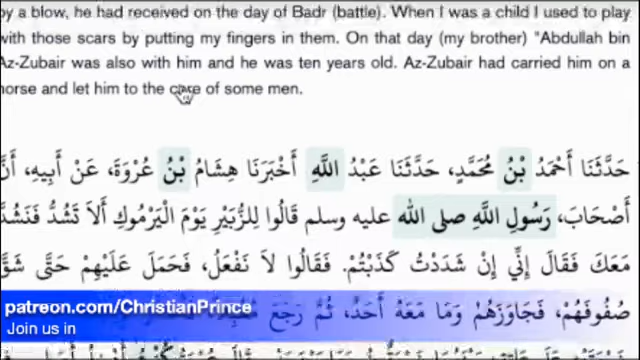 by a blow, he had received on the day of Badr (battle). When I was a child I used to play
with those scars by putting my fingers in them. On that day (my brother) "Abdullah bin
Az-Zubair was also with him and he was ten years old. Az-Zubair had carried him on a
horse and let him to the care of some men.
حَدَّثَنَا أَحْمَدُ بْنُ مُحَمَّدٍ، حَدَّثَنَا عَبْدُ اللَّهِ أَخْبَرَنَا هِشَامُ بْنُ عُرْوَةَ، عَنْ أَبِيهِ، أَنَّ
أَصْحَابَ، رَسُولِ اللَّهِ صلى الله عليه وسلم قَالُوا لِلزُّبَيْرِ يَوْمَ الْيَرْمُوكِ أَلاَ تَشُدُّ فَنَشُدَّ
مَعَكَ فَقَالَ إِنِّي إِنْ شَدَدْتُ كَذَبْتُمْ. فَقَالُوا لاَ نَفْعَلُ، فَحَمَلَ عَلَيْهِمْ حَتَّى شَقَّ
صُفُوفَهُمْ، فَجَاوَزَهُمْ وَمَا مَعَهُ أَحَدٌ، ثُمَّ رَجَعَ مُقْبِلاً
patreon.com/ChristianPrince
Join us in